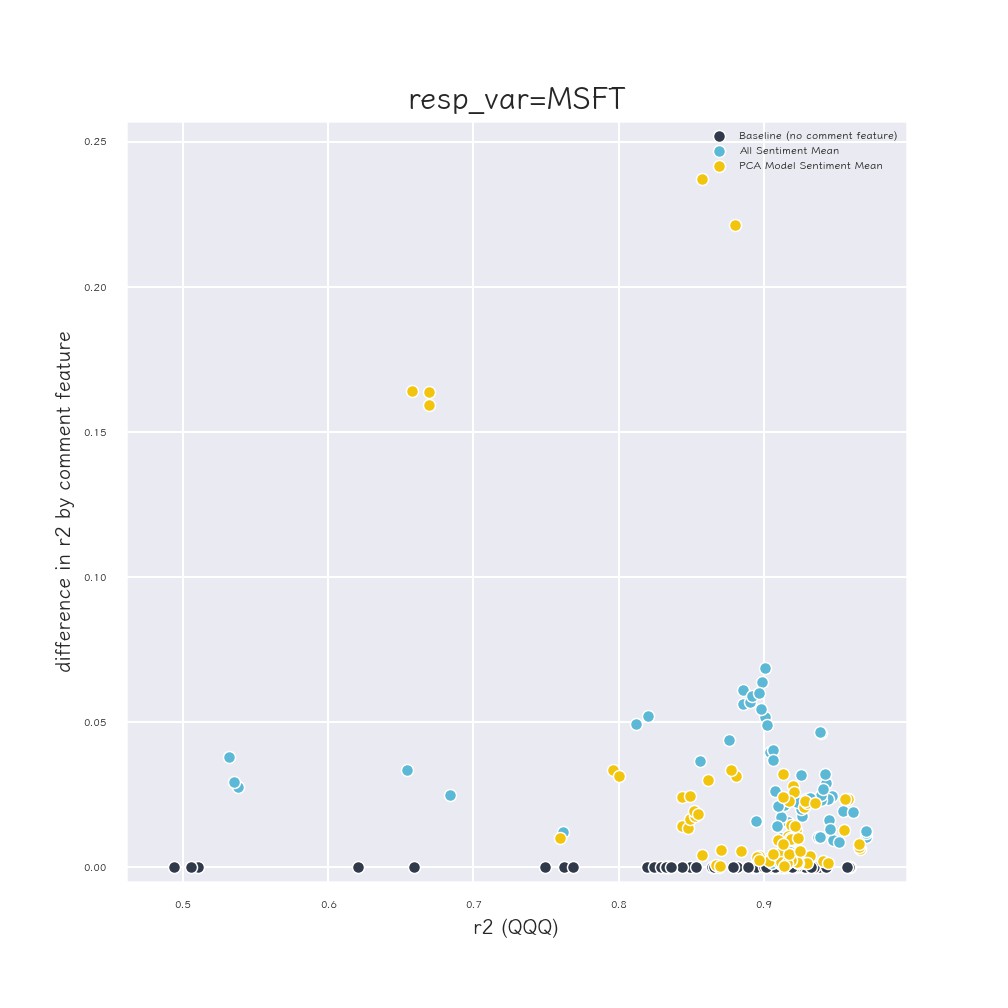 resp_var=MSFT
Baseline (no comment feature)
All Sentiment Mean
PCA Model Sentiment Mean
difference in r2 by comment feature
0.25
0.20
0.15
0.10
0.05
0.00
0.5 0.6 0.7 0.8 0.9
r2 (QQQ)